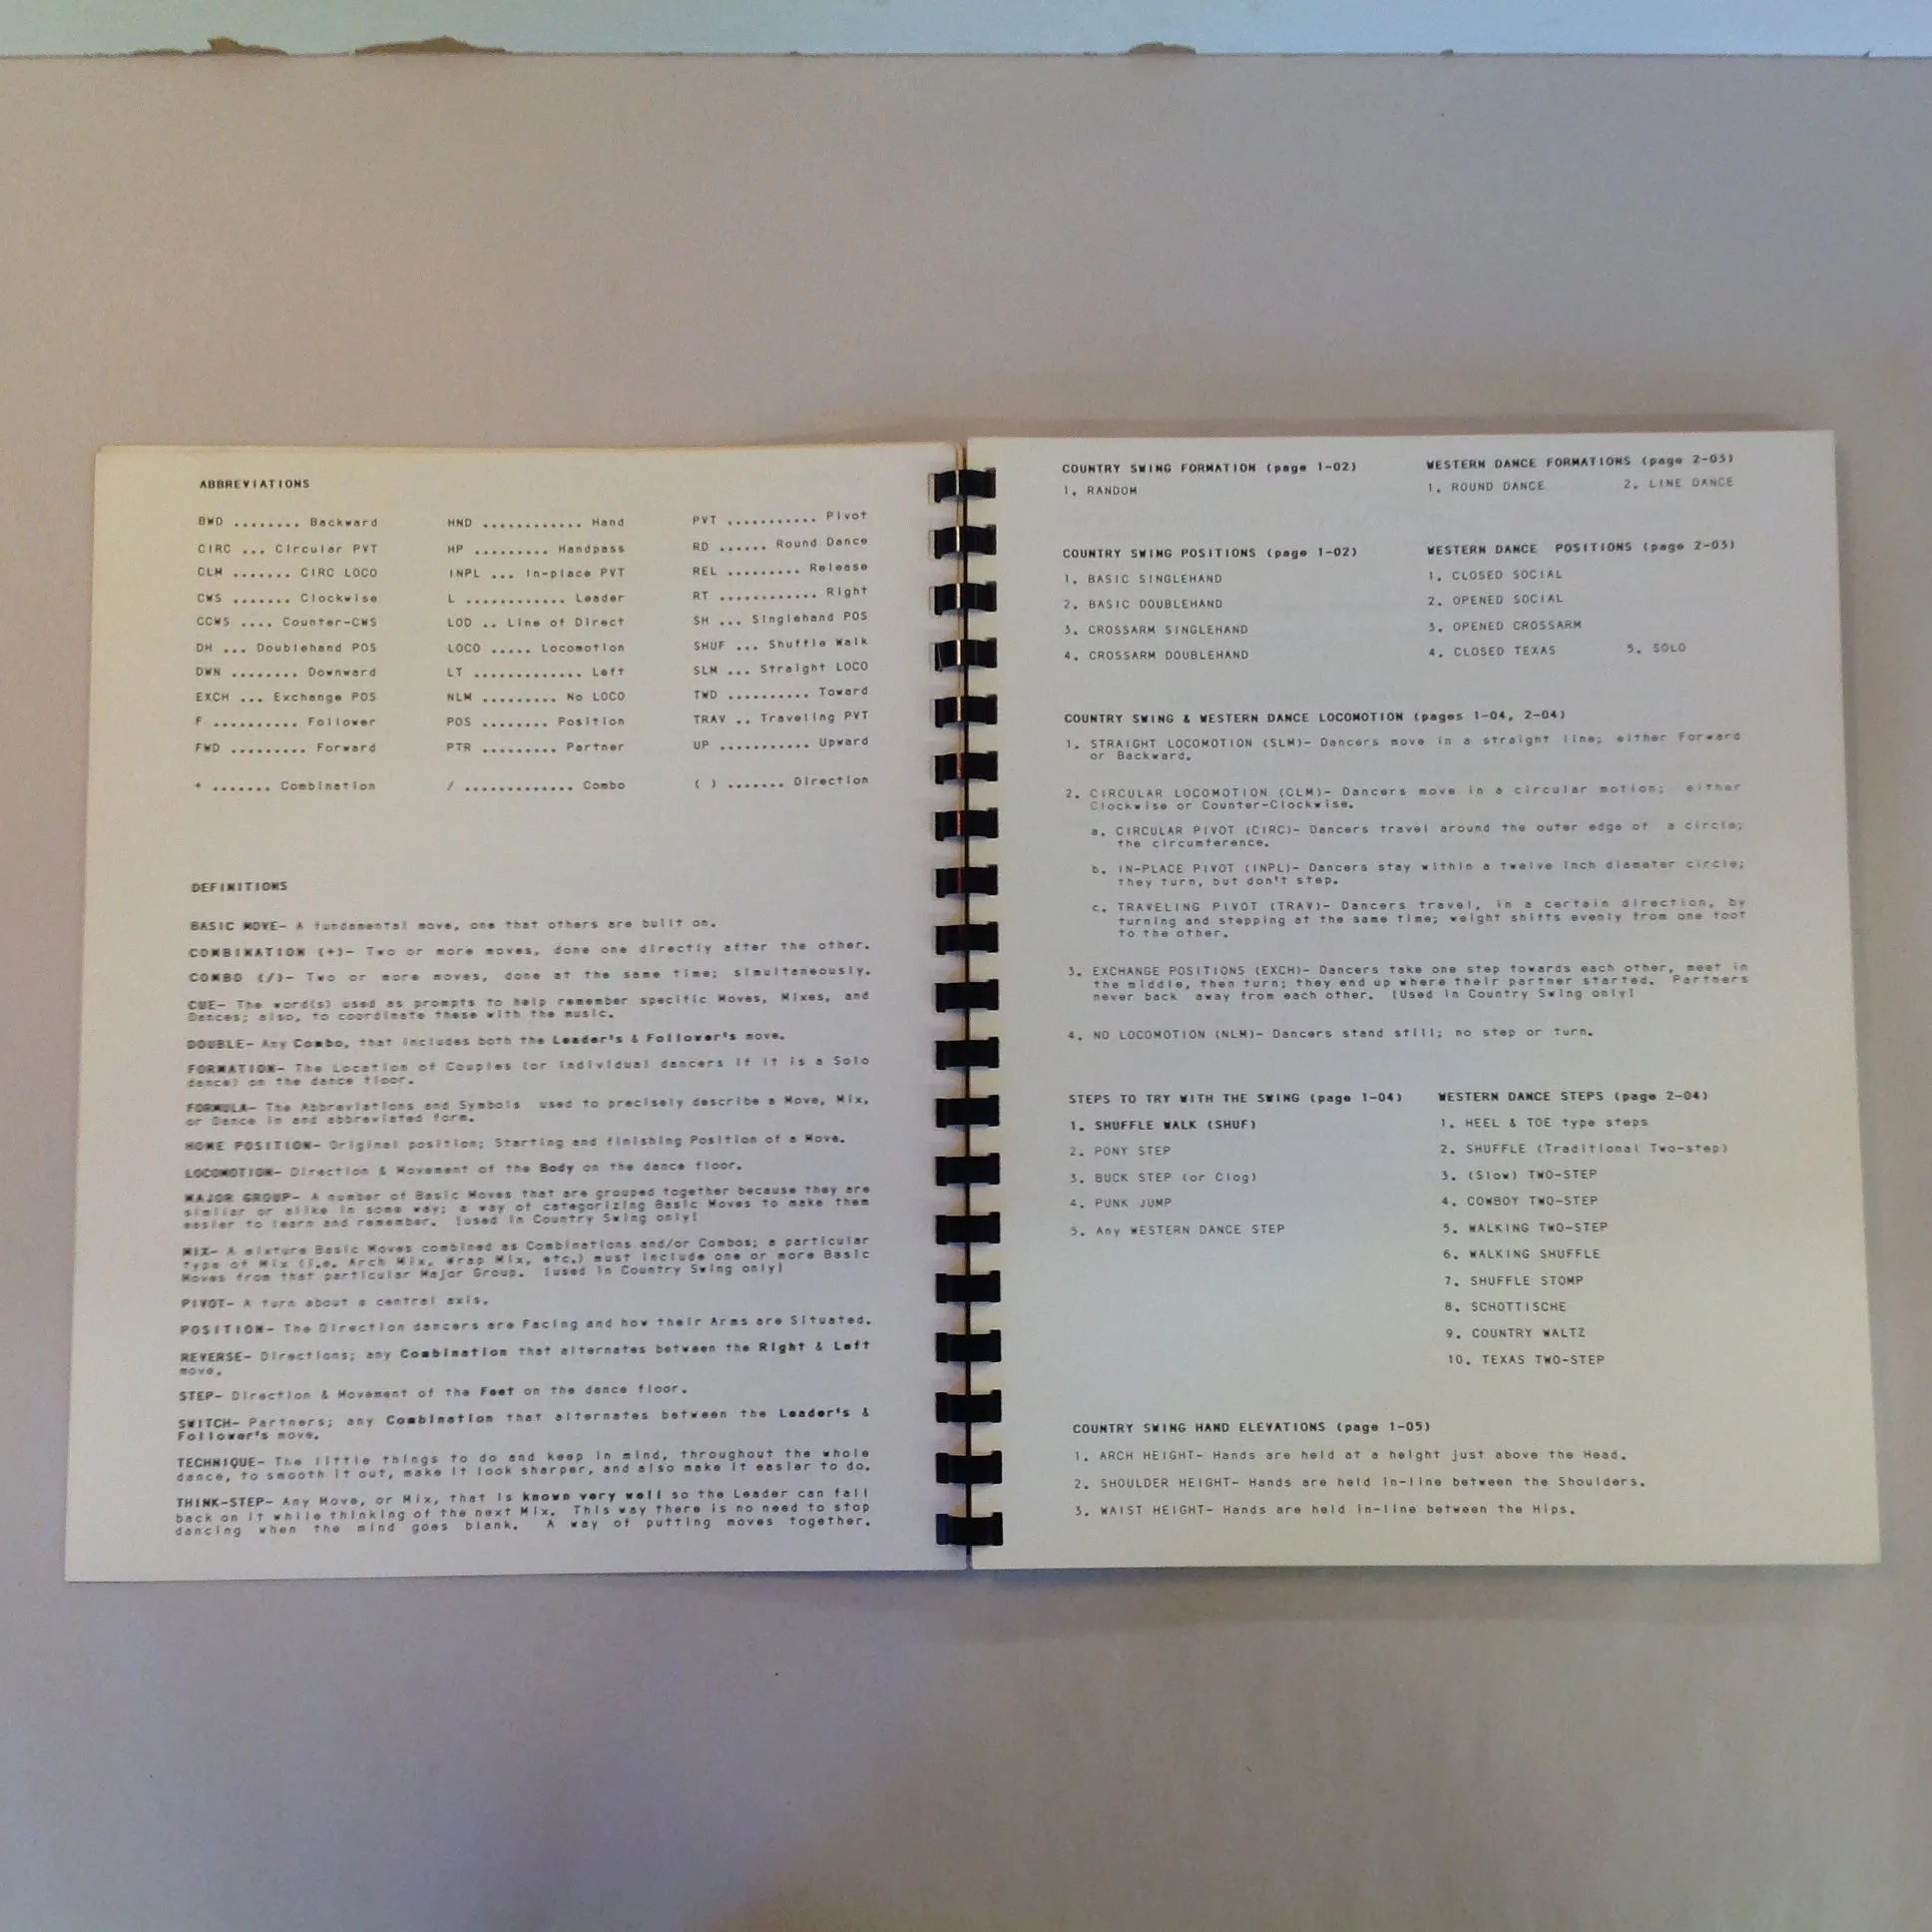 ABBREVIATIONS
BWD ........ Backward
CIRC ... Circular PVT
CLM ....... CIRC LOCO
CWS ....... Clockwise
CCWS .... Counter-CWS
DH ... Doublehand POS
DWN ........ Downward
EXCH ... Exchange POS
F .......... Follower
FWD ......... Forward
+ ....... Combination
HND ............ Hand
HP ......... Handpass
INPL ... In-place PVT
L ............ Leader
LOD .. Line of Direct
LOCO ..... Locomotion
LT ............. Left
NLM ......... No LOCO
POS ........ Position
PTR ......... Partner
/ ............. Combo
PVT ........... Pivot
RD ...... Round Dance
REL ......... Release
RT ............ Right
SH ... Singlehand POS
SHUF ... Shuffle Walk
SLM ... Straight LOCO
TWD .......... Toward
TRAV .. Traveling PVT
UP ........... Upward
( ) ....... Direction
DEFINITIONS
BASIC MOVE- A fundamental move, one that others are built on.
COMBINATION (+)- Two or more moves, done one directly after the other.
COMBO (/)- Two or more moves, done at the same time; simultaneously.
CUE- The word(s) used as prompts to help remember specific Moves, Mixes, and
Dances; also, to coordinate these with the music.
DOUBLE- Any Combo, that includes both the Leader's & Follower's move.
FORMATION- The Location of Couples (or individual dancers if it is a Solo
dance) on the dance floor.
FORMULA- The Abbreviations and Symbols used to precisely describe a Move, Mix,
or Dance in and abbreviated form.
HOME POSITION- Original position; Starting and finishing Position of a Move.
LOCOMOTION- Direction & Movement of the Body on the dance floor.
MAJOR GROUP- A number of Basic Moves that are grouped together because they are
similar or alike in some way; a way of categorizing Basic Moves to make them
easier to learn and remember. [used in Country Swing only]
MIX- A mixture Basic Moves combined as Combinations and/or Combos; a particular
type of Mix (i.e. Arch Mix, Wrap Mix, etc.) must include one or more Basic
Moves from that particular Major Group. [used in Country Swing only]
PIVOT- A turn about a central axis.
POSITION- The Direction dancers are Facing and how their Arms are Situated.
REVERSE- Directions; any Combination that alternates between the Right & Left
move.
STEP- Direction & Movement of the Feet on the dance floor.
SWITCH- Partners; any Combination that alternates between the Leader's &
Follower's move.
TECHNIQUE- The little things to do and keep in mind, throughout the whole
dance, to smooth it out, make it look sharper, and also make it easier to do.
THINK-STEP- Any Move, or Mix, that is known very well so the Leader can fall
back on it while thinking of the next Mix. This way there is no need to stop
dancing when the mind goes blank. A way of putting moves together.
COUNTRY SWING FORMATION (page 1-02)
1. RANDOM
WESTERN DANCE FORMATIONS (page 2-03)
1. ROUND DANCE 2. LINE DANCE
COUNTRY SWING POSITIONS (page 1-02)
1. BASIC SINGLEHAND
2. BASIC DOUBLEHAND
3. CROSSARM SINGLEHAND
4. CROSSARM DOUBLEHAND
WESTERN DANCE POSITIONS (page 2-03)
1. CLOSED SOCIAL
2. OPENED SOCIAL
3. OPENED CROSSARM
4. CLOSED TEXAS 5. SOLO
COUNTRY SWING & WESTERN DANCE LOCOMOTION (pages 1-04, 2-04)
1. STRAIGHT LOCOMOTION (SLM)- Dancers move in a straight line; either Forward
or Backward.
2. CIRCULAR LOCOMOTION (CLM)- Dancers move in a circular motion; either
Clockwise or Counter-Clockwise.
a. CIRCULAR PIVOT (CIRC)- Dancers travel around the outer edge of a circle;
the circumference.
b. IN-PLACE PIVOT (INPL)- Dancers stay within a twelve inch diameter circle;
they turn, but don't step.
c. TRAVELING PIVOT (TRAV)- Dancers travel, in a certain direction, by
turning and stepping at the same time; weight shifts evenly from one foot
to the other.
3. EXCHANGE POSITIONS (EXCH)- Dancers take one step towards each other, meet in
the middle, then turn; they end up where their partner started. Partners
never back away from each other. [Used in Country Swing only]
4. NO LOCOMOTION (NLM)- Dancers stand still; no step or turn.
STEPS TO TRY WITH THE SWING (page 1-04)
1. SHUFFLE WALK (SHUF)
2. PONY STEP
3. BUCK STEP (or Clog)
4. PUNK JUMP
5. Any WESTERN DANCE STEP
WESTERN DANCE STEPS (page 2-04)
1. HEEL & TOE type steps
2. SHUFFLE (Traditional Two-step)
3. (Slow) TWO-STEP
4. COWBOY TWO-STEP
5. WALKING TWO-STEP
6. WALKING SHUFFLE
7. SHUFFLE STOMP
8. SCHOTTISCHE
9. COUNTRY WALTZ
10. TEXAS TWO-STEP
COUNTRY SWING HAND ELEVATIONS (page 1-05)
1. ARCH HEIGHT- Hands are held at a height just above the Head.
2. SHOULDER HEIGHT- Hands are held in-line between the Shoulders.
3. WAIST HEIGHT- Hands are held in-line between the Hips.